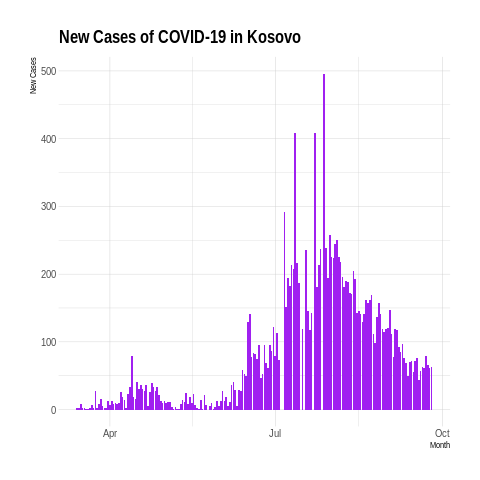 New Cases of COVID-19 in Kosovo
New Cases
500
400
300
200
100
0
Apr
Jul
Oct
Month